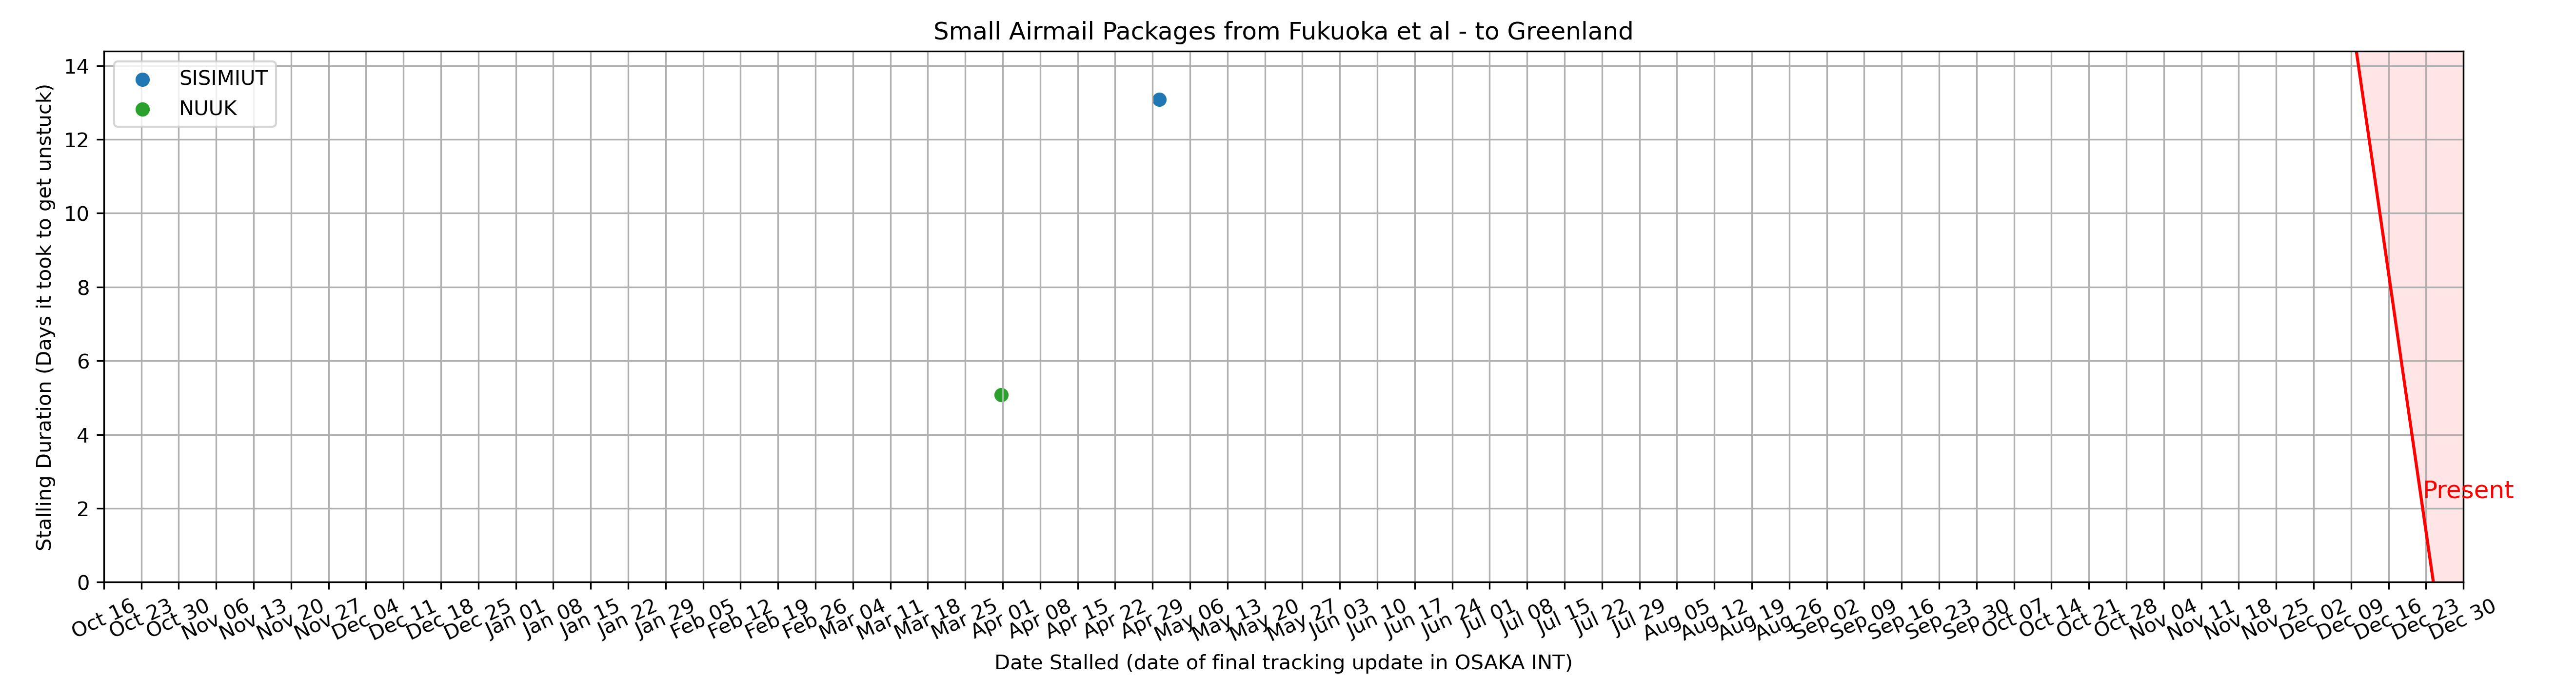 Small Airmail Packages from Fukuoka et al - to Greenland
SISIMIUT
NUUK
Stalling Duration (Days it took to get unstuck)
14
12
10
8
6
4
2
0
Present
Oct 16 Oct 23 Oct 30 Nov 06 Nov 13 Nov 20 Nov 27 Dec 04 Dec 11 Dec 18 Dec 25 Jan 01 Jan 08 Jan 15 Jan 22 Jan 29 Feb 05 Feb 12 Feb 19 Feb 26 Mar 04 Mar 11 Mar 18 Mar 25 Apr 01 Apr 08 Apr 15 Apr 22 Apr 29 May 06 May 13 May 20 May 27 Jun 03 Jun 10 Jun 17 Jun 24 Jul 01 Jul 08 Jul 15 Jul 22 Jul 29 Aug 05 Aug 12 Aug 19 Aug 26 Sep 02 Sep 09 Sep 16 Sep 23 Sep 30 Oct 07 Oct 14 Oct 21 Oct 28 Nov 04 Nov 11 Nov 18 Nov 25 Dec 02 Dec 09 Dec 16 Dec 23 Dec 30
Date Stalled (date of final tracking update in OSAKA INT)